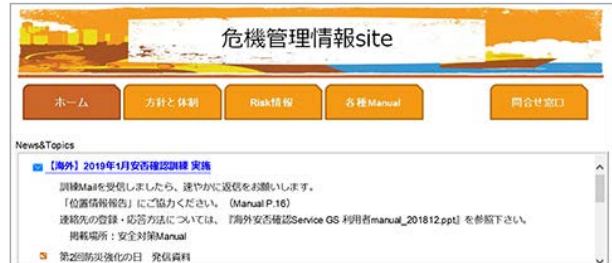 危機管理情報site
ホーム 方針と体制 Risk情報 各種Manual 問合せ窓口
News&Topics
【海外】2019年1月安否確認訓練 実施
訓練Mailを受信しましたら、速やかに返信をお願いします。
「位置情報報告」にご協力ください。（Manual P.16）
連絡先の登録・応答方法については、『海外安否確認Service GS 利用者manual_201812.ppt』を参照下さい。
掲載場所：安全対策Manual
第2回防災強化の日 発信資料